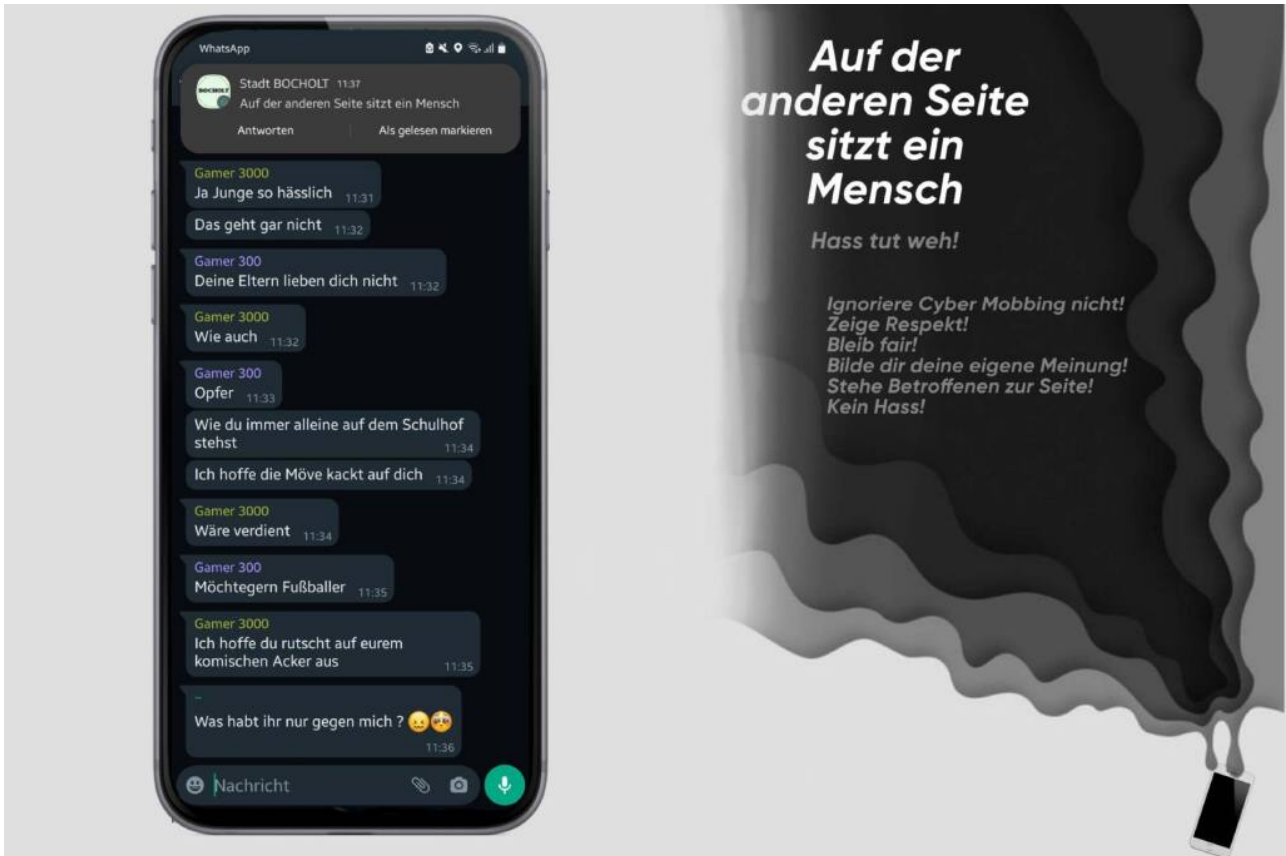 WhatsApp
Stadt BOCHOLT 11:37
BOCHOLT
Auf der anderen Seite sitzt ein Mensch
Antworten
Als gelesen markieren
Gamer 3000
Ja Junge so hässlich 11:31
Das geht gar nicht 11:32
Gamer 300
Deine Eltern lieben dich nicht 11:32
Gamer 3000
Wie auch 11:32
Gamer 300
Opfer 11:33
Wie du immer alleine auf dem Schulhof
stehst 11:34
Ich hoffe die Möve kackt auf dich 11:34
Gamer 3000
Wäre verdient 11:34
Gamer 300
Möchtegern Fußballer 11:35
Gamer 3000
Ich hoffe du rutscht auf eurem
komischen Acker aus 11:35
Was habt ihr nur gegen mich ?
11:36
Nachricht
Auf der
anderen Seite
sitzt ein
Mensch
Hass tut weh!
Ignoriere Cyber Mobbing nicht!
Zeige Respekt!
Bleib fair!
Bilde dir deine eigene Meinung!
Stehe Betroffenen zur Seite!
Kein Hass!